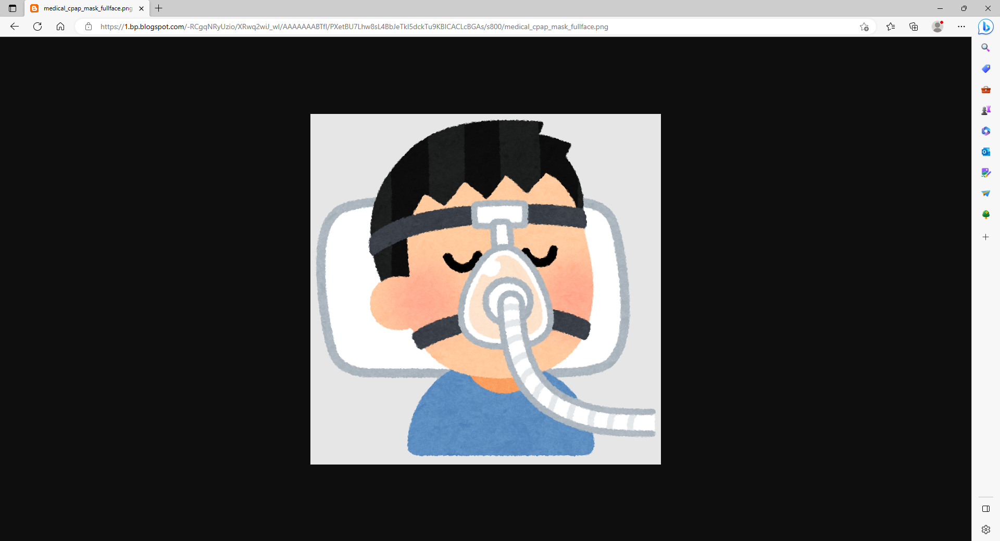 medical_cpap_mask_fullface.png
https://1.bp.blogspot.com/-RCgqNRyUzio/XRwq2wiJ_wI/AAAAAAABTfI/PXetBU7Lhw8sL4BbJeTkI5dckTu9KBICACLcBGAs/s800/medical_cpap_mask_fullface.png